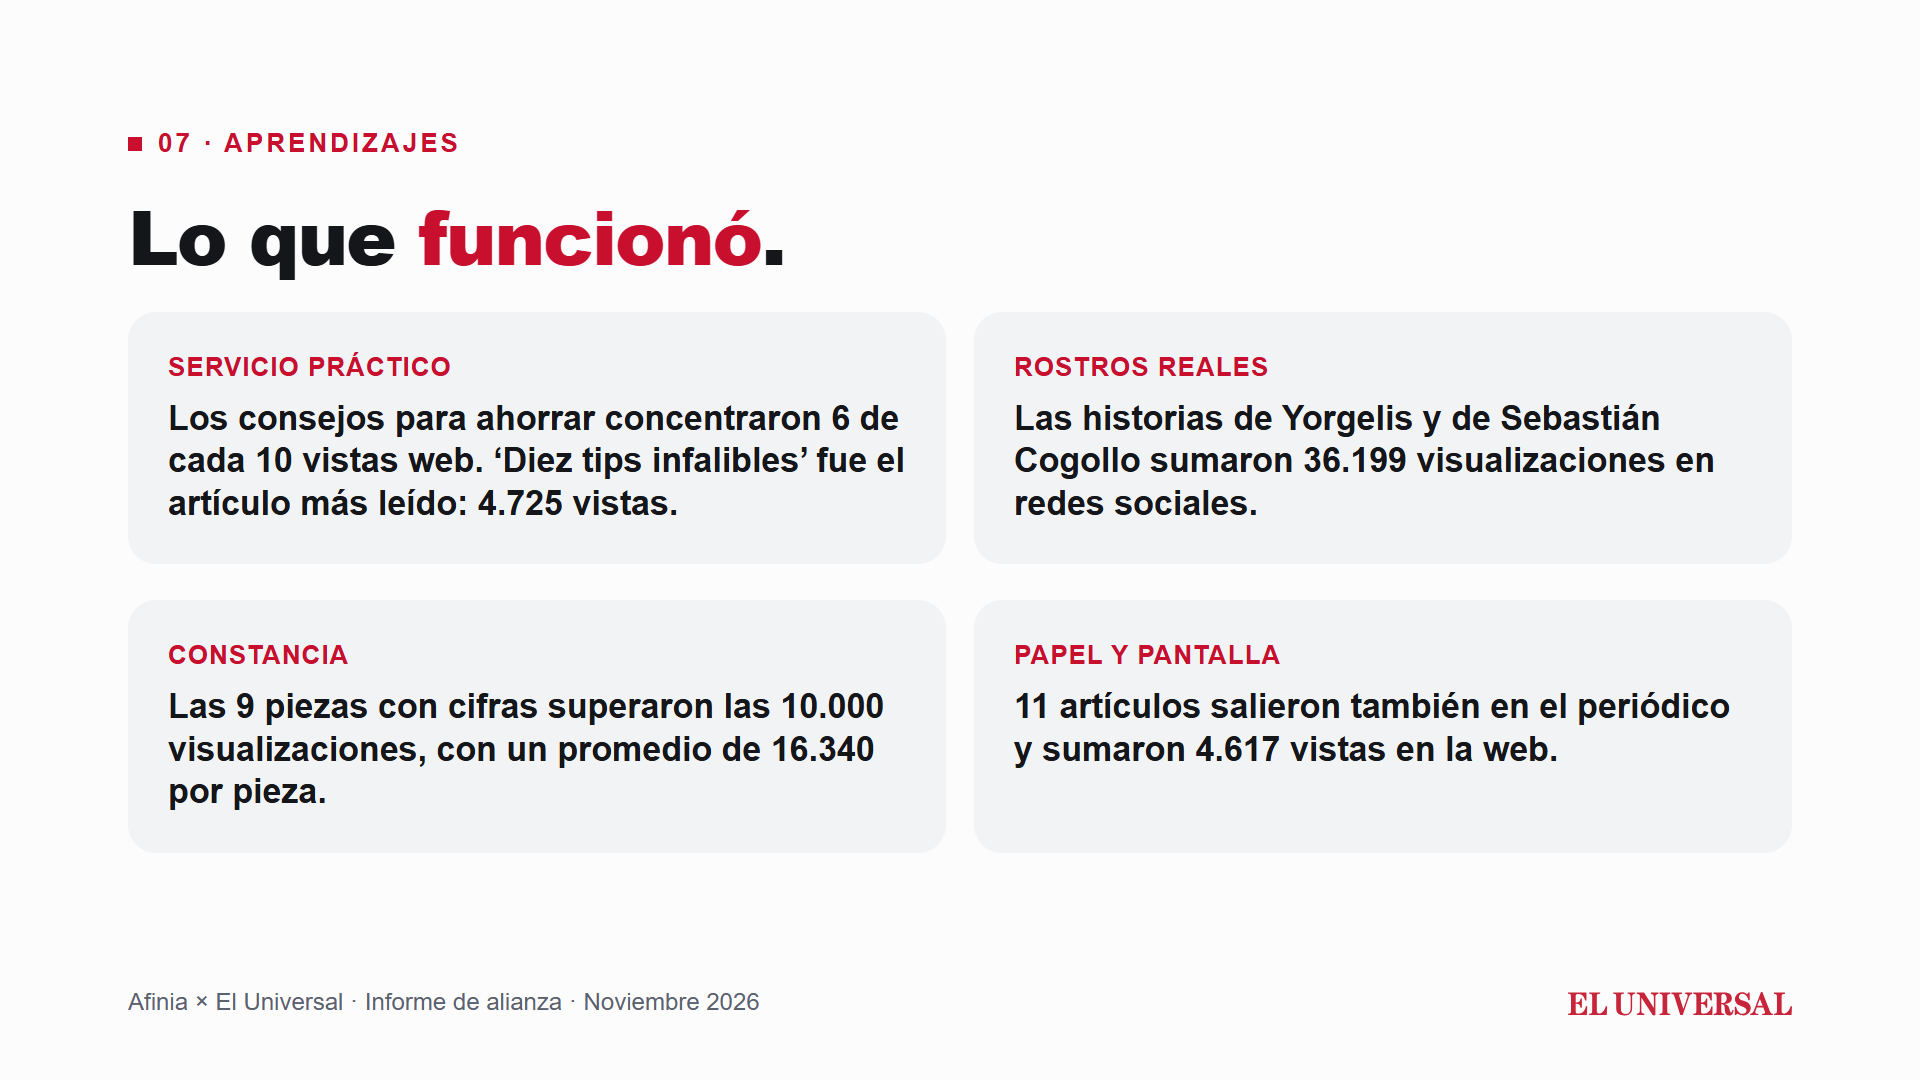 07 · APRENDIZAJES
Lo que funcionó.
SERVICIO PRÁCTICO
Los consejos para ahorrar concentraron 6 de
cada 10 vistas web. ‘Diez tips infalibles’ fue el
artículo más leído: 4.725 vistas.
ROSTROS REALES
Las historias de Yorgelis y de Sebastián
Cogollo sumaron 36.199 visualizaciones en
redes sociales.
CONSTANCIA
Las 9 piezas con cifras superaron las 10.000
visualizaciones, con un promedio de 16.340
por pieza.
PAPEL Y PANTALLA
11 artículos salieron también en el periódico
y sumaron 4.617 vistas en la web.
Afinia × El Universal · Informe de alianza · Noviembre 2026
EL UNIVERSAL